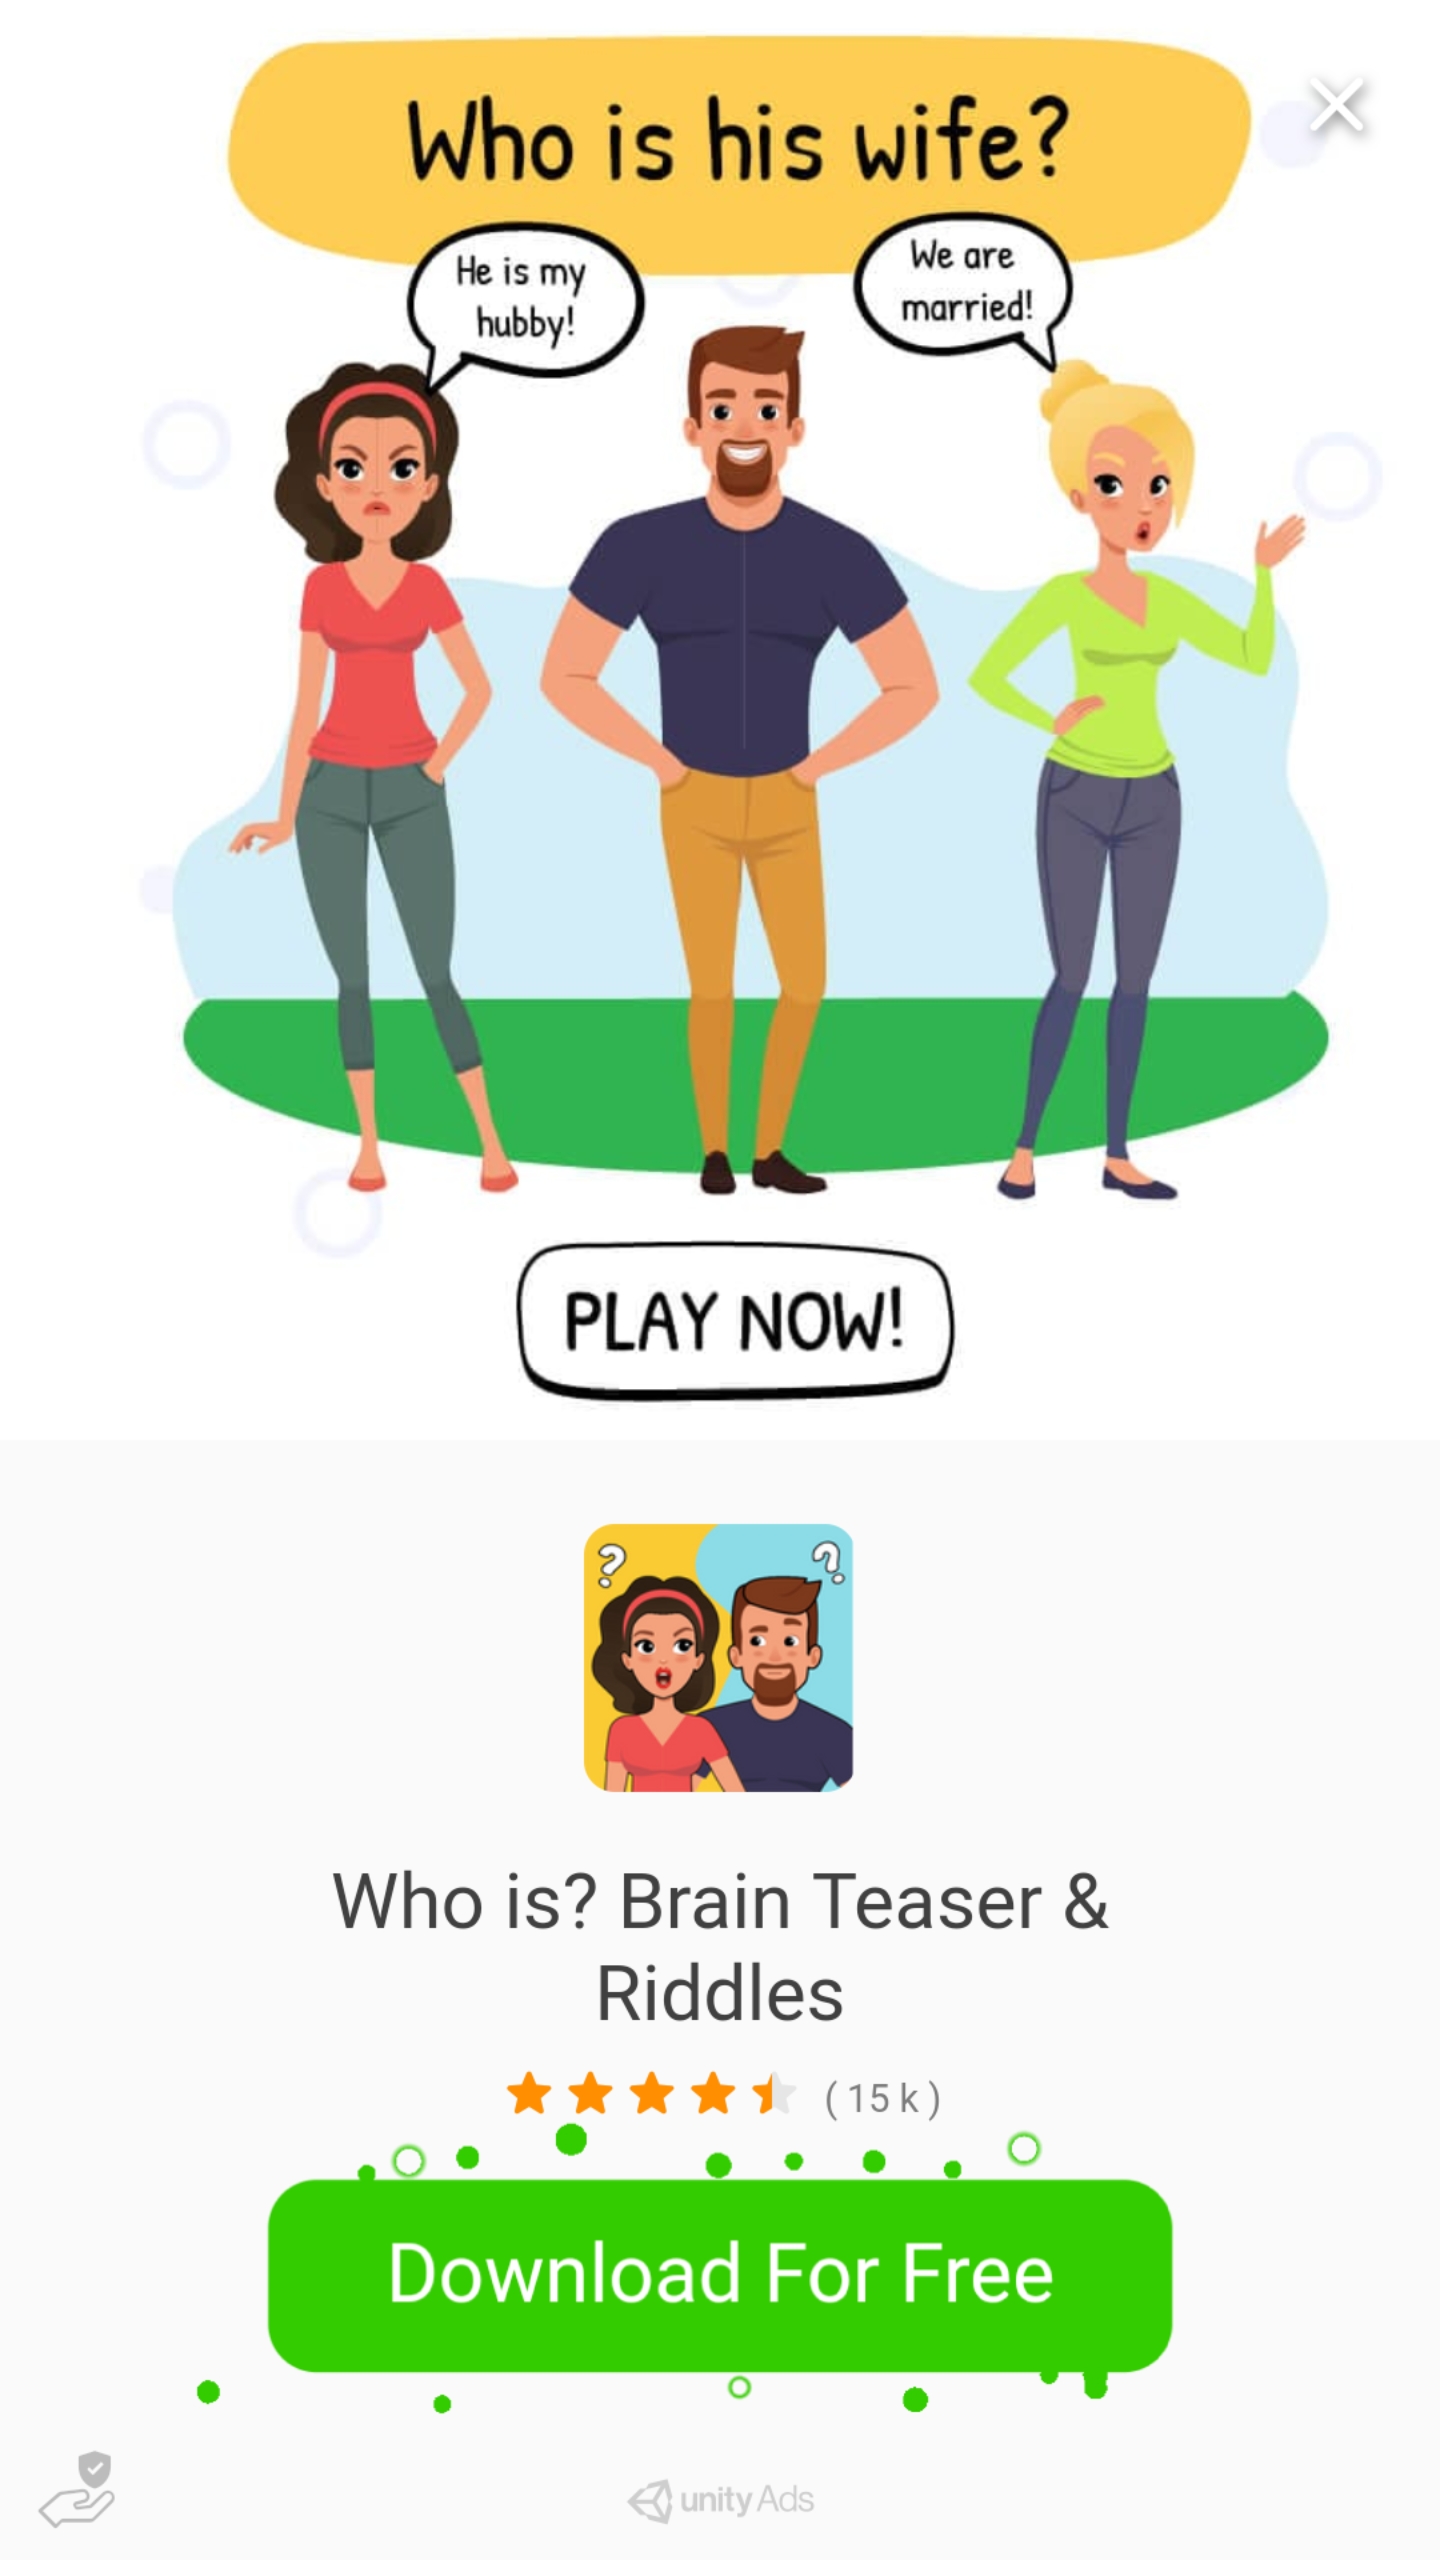 Who is his wife?
He is my
hubby!
We are
married!
PLAY NOW!
? ?
Who is? Brain Teaser &
Riddles
( 15 k )
Download For Free
unity Ads